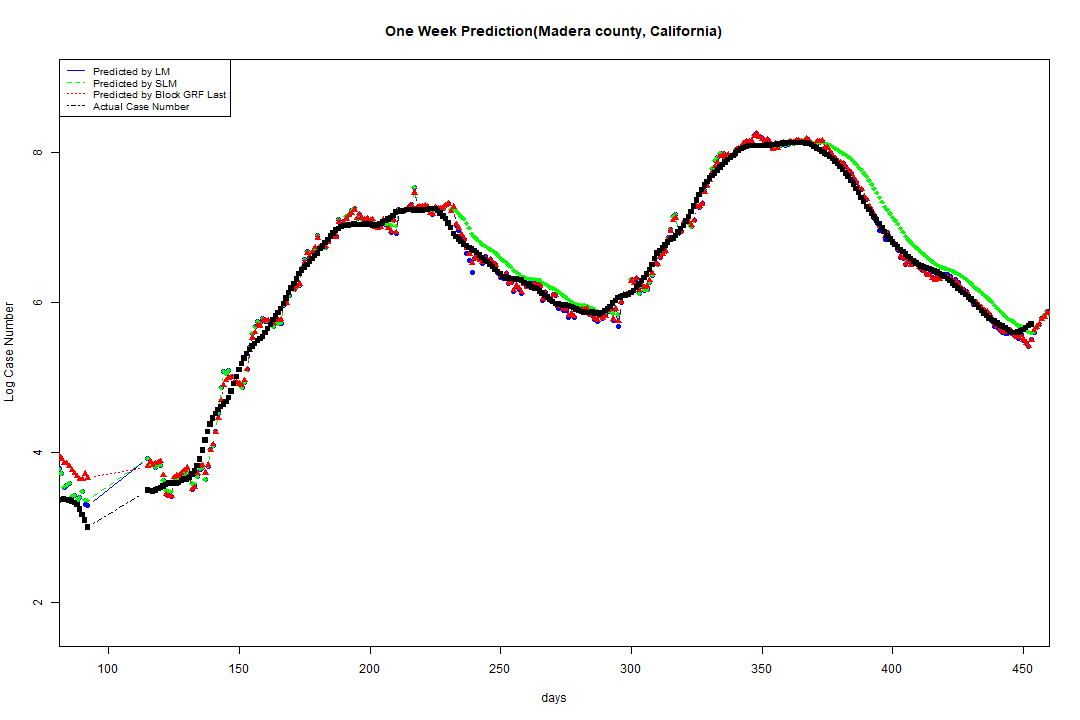 One Week Prediction(Madera county, California)
Predicted by LM
Predicted by SLM
Predicted by Block GRF Last
Actual Case Number
8
6
4
2
Log Case Number
100 150 200 250 300 350 400 450
days